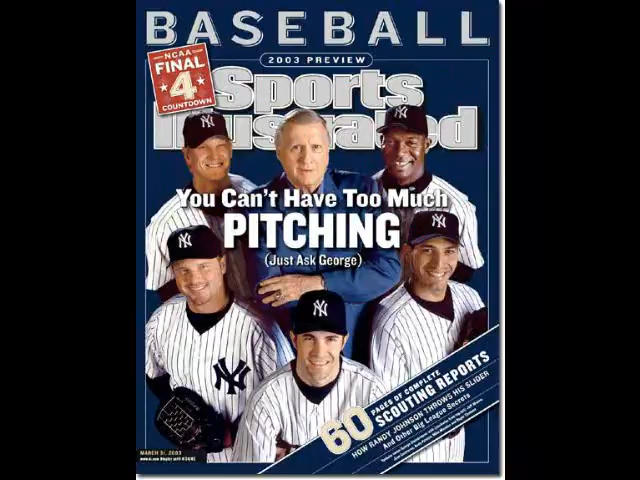 BASEBALL
2003 PREVIEW
NCAA
FINAL
4
COUNTDOWN
Sports
Illustrated
You Can't Have Too Much
PITCHING
(Just Ask George)
60 PAGES OF COMPLETE
SCOUTING REPORTS
HOW RANDY JOHNSON THROWS HIS SLIDER
And Other Big League Secrets
MARCH 31, 2003